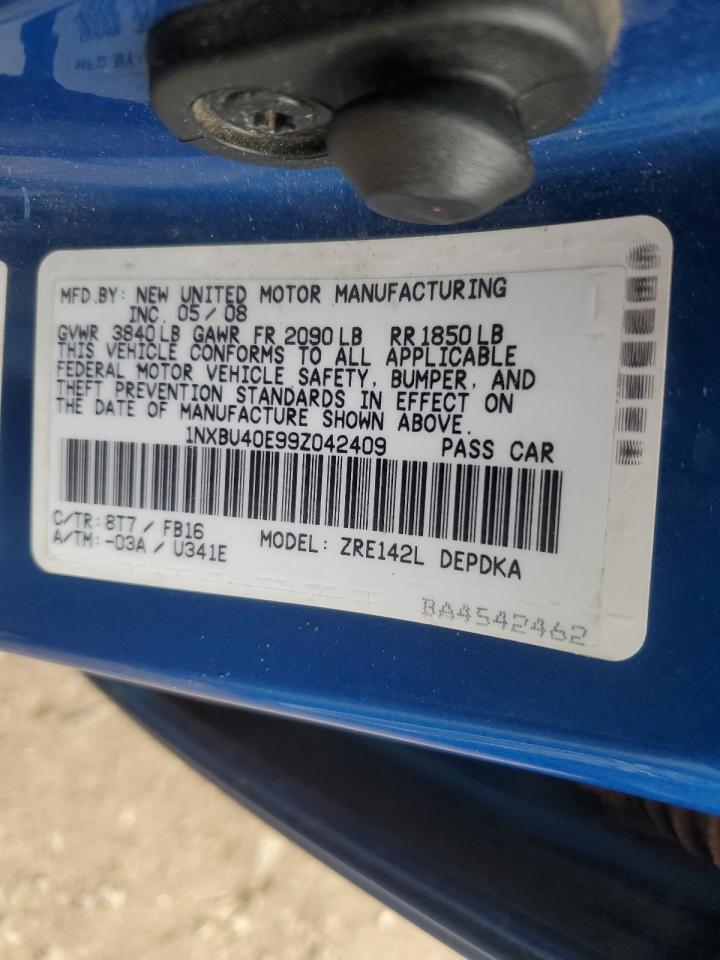 MFD.BY: NEW UNITED MOTOR MANUFACTURING
INC. 05/08
GVWR 3840LB GAWR FR 2090LB RR1850LB
THIS VEHICLE CONFORMS TO ALL APPLICABLE
FEDERAL MOTOR VEHICLE SAFETY, BUMPER, AND
THEFT PREVENTION STANDARDS IN EFFECT ON
THE DATE OF MANUFACTURE SHOWN ABOVE.
1NXBU40E99Z042409 PASS CAR
C/TR: 8T7 / FB16
A/TM: -03A / U341E MODEL: ZRE142L DEPDKA
BA4542462